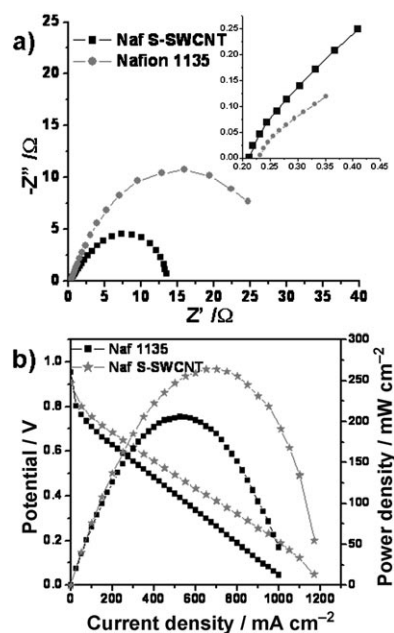 a)
Naf S-SWCNT
Nafion 1135
-Z″ /Ω
25
20
15
10
5
0
0.25
0.20
0.15
0.10
0.05
0.00
0.20 0.25 0.30 0.35 0.40 0.45
0 5 10 15 20 25 30 35 40
Z' /Ω
b)
Naf 1135
Naf S-SWCNT
Potential / V
1.0
0.8
0.6
0.4
0.2
0.0
300
250
200
150
100
50
0
Power density / mW cm⁻²
0 200 400 600 800 1000 1200
Current density / mA cm⁻²